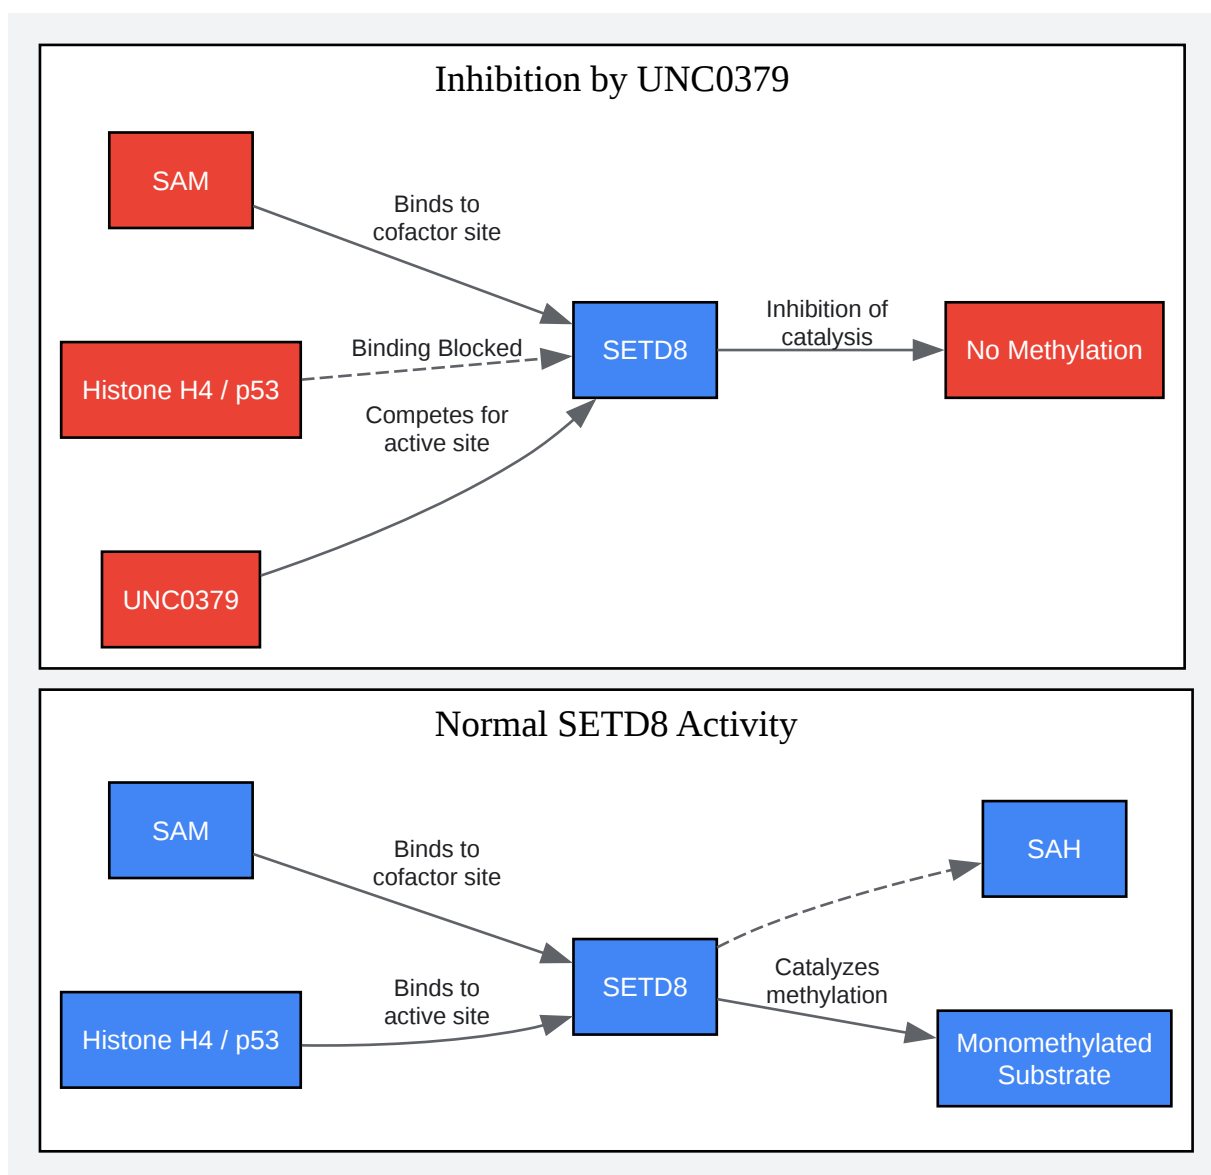 Inhibition by UNC0379
SAM
Binds to
cofactor site
Histone H4 / p53
Binding Blocked
SETD8
Inhibition of
catalysis
No Methylation
Competes for
active site
UNC0379
Normal SETD8 Activity
SAM
Binds to
cofactor site
SAH
Histone H4 / p53
Binds to
active site
SETD8
Catalyzes
methylation
Monomethylated
Substrate